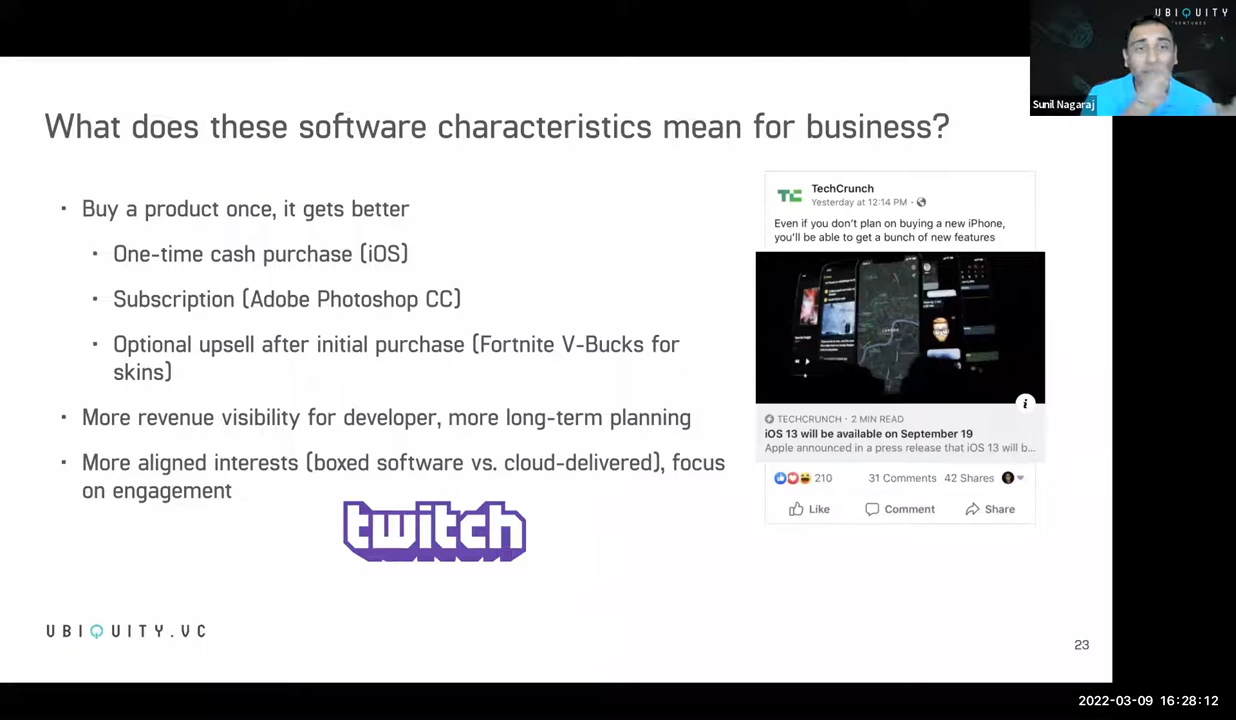 UBIQUITY
VENTURES
Sunil Nagaraj
What does these software characteristics mean for business?
· Buy a product once, it gets better
· One-time cash purchase (iOS)
· Subscription (Adobe Photoshop CC)
· Optional upsell after initial purchase (Fortnite V-Bucks for
skins)
· More revenue visibility for developer, more long-term planning
· More aligned interests (boxed software vs. cloud-delivered), focus
on engagement
twitch
TC
TechCrunch
Yesterday at 12:14 PM ·
Even if you don't plan on buying a new iPhone,
you'll be able to get a bunch of new features
LONDON
i
TECHCRUNCH · 2 MIN READ
iOS 13 will be available on September 19
Apple announced in a press release that iOS 13 will b...
210 31 Comments 42 Shares
Like Comment Share
UBIQUITY.VC
23
2022-03-09 16:28:12